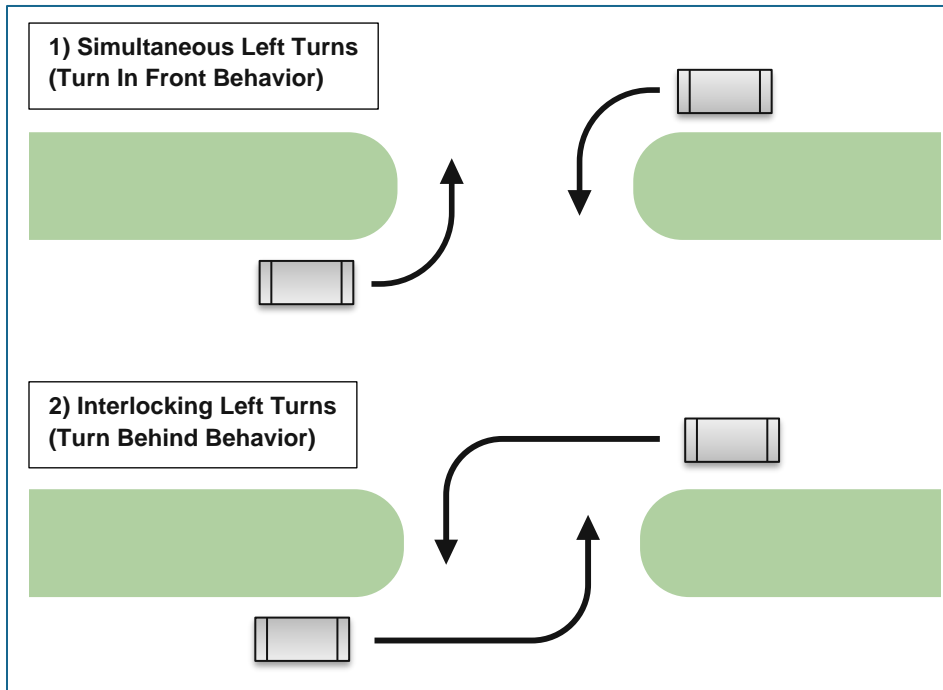 1) Simultaneous Left Turns
(Turn In Front Behavior)
2) Interlocking Left Turns
(Turn Behind Behavior)